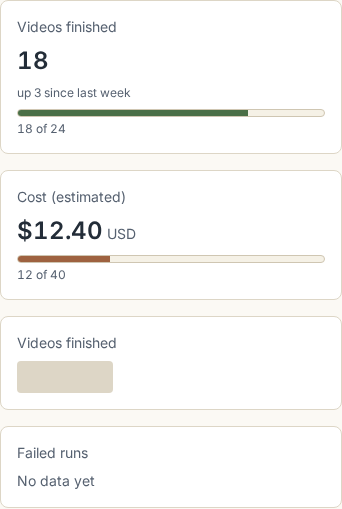 Videos finished
18
up 3 since last week
18 of 24
Cost (estimated)
$12.40 USD
12 of 40
Videos finished
Failed runs
No data yet